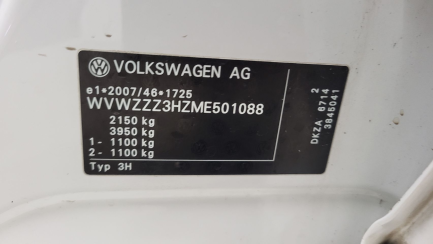 VOLKSWAGEN AG
e1*2007/46*1725
WVWZZZ3HZME501088
2150 kg
3950 kg
1- 1100 kg
2- 1100 kg
Typ 3H
2
DKZA 6714
3845041